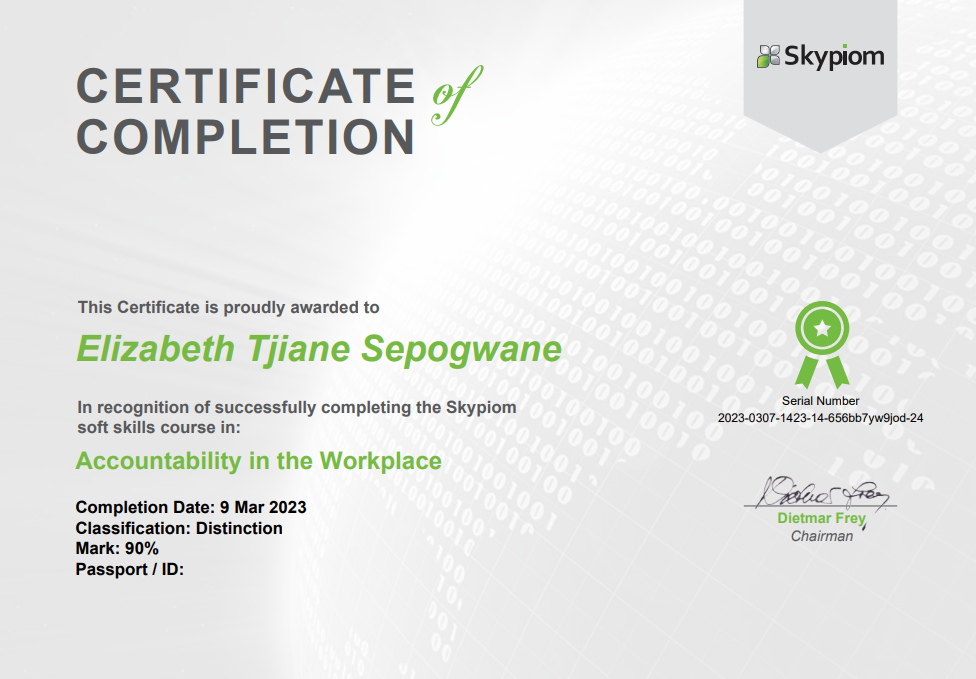 Skypiom
CERTIFICATE of
COMPLETION
This Certificate is proudly awarded to
Elizabeth Tjiane Sepogwane
In recognition of successfully completing the Skypiom
soft skills course in:
Accountability in the Workplace
Completion Date: 9 Mar 2023
Classification: Distinction
Mark: 90%
Passport / ID:
Serial Number
2023-0307-1423-14-656bb7yw9jod-24
Dietmar Frey
Dietmar Frey
Chairman